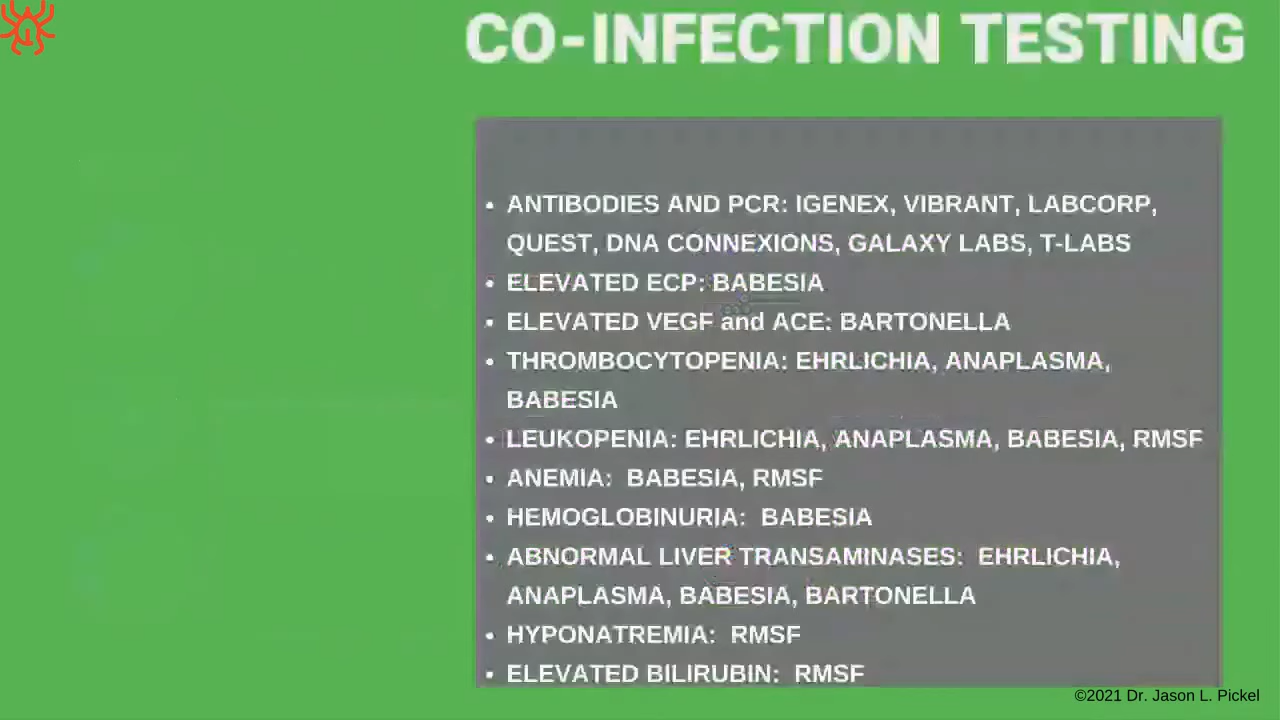 CO-INFECTION TESTING
• ANTIBODIES AND PCR: IGENEX, VIBRANT, LABCORP,
QUEST, DNA CONNEXIONS, GALAXY LABS, T-LABS
• ELEVATED ECP: BABESIA
• ELEVATED VEGF and ACE: BARTONELLA
• THROMBOCYTOPENIA: EHRLICHIA, ANAPLASMA,
BABESIA
• LEUKOPENIA: EHRLICHIA, ANAPLASMA, BABESIA, RMSF
• ANEMIA: BABESIA, RMSF
• HEMOGLOBINURIA: BABESIA
• ABNORMAL LIVER TRANSAMINASES: EHRLICHIA,
ANAPLASMA, BABESIA, BARTONELLA
• HYPONATREMIA: RMSF
• ELEVATED BILIRUBIN: RMSF
©2021 Dr. Jason L. Pickel